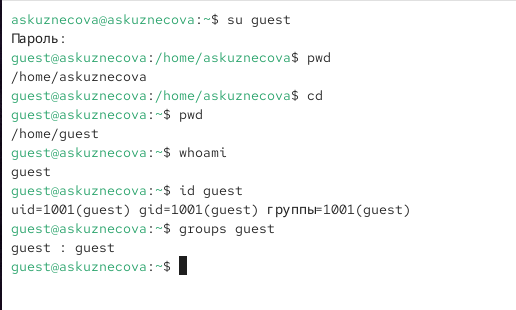 askuznecova@askuznecova:~$ su guest
Пароль:
guest@askuznecova:/home/askuznecova$ pwd
/home/askuznecova
guest@askuznecova:/home/askuznecova$ cd
guest@askuznecova:~$ pwd
/home/guest
guest@askuznecova:~$ whoami
guest
guest@askuznecova:~$ id guest
uid=1001(guest) gid=1001(guest) группы=1001(guest)
guest@askuznecova:~$ groups guest
guest : guest
guest@askuznecova:~$